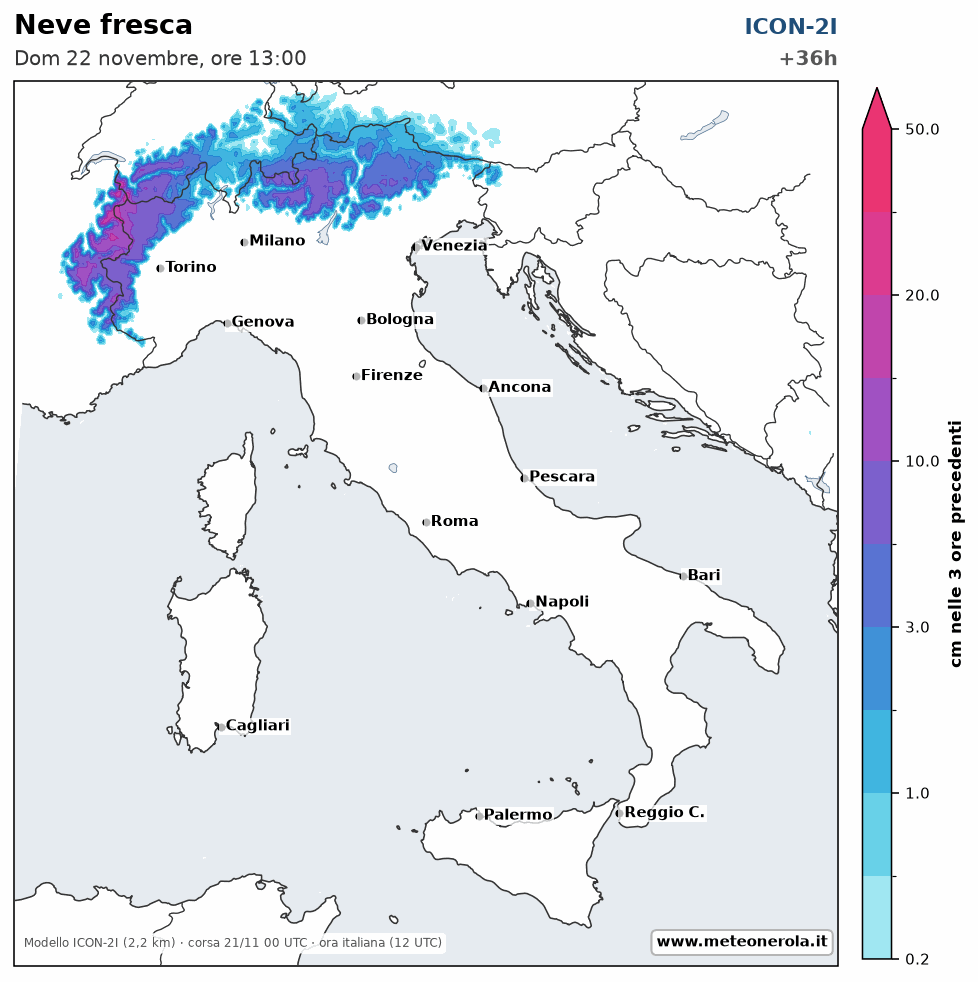 Neve fresca
ICON-2I
Dom 22 novembre, ore 13:00
+36h
Milano
Venezia
Torino
Genova
Bologna
Firenze
Ancona
Pescara
Roma
Bari
Napoli
Cagliari
Palermo
Reggio C.
50.0
20.0
10.0
3.0
1.0
0.2
cm nelle 3 ore precedenti
Modello ICON-2I (2,2 km) · corsa 21/11 00 UTC · ora italiana (12 UTC)
www.meteonerola.it